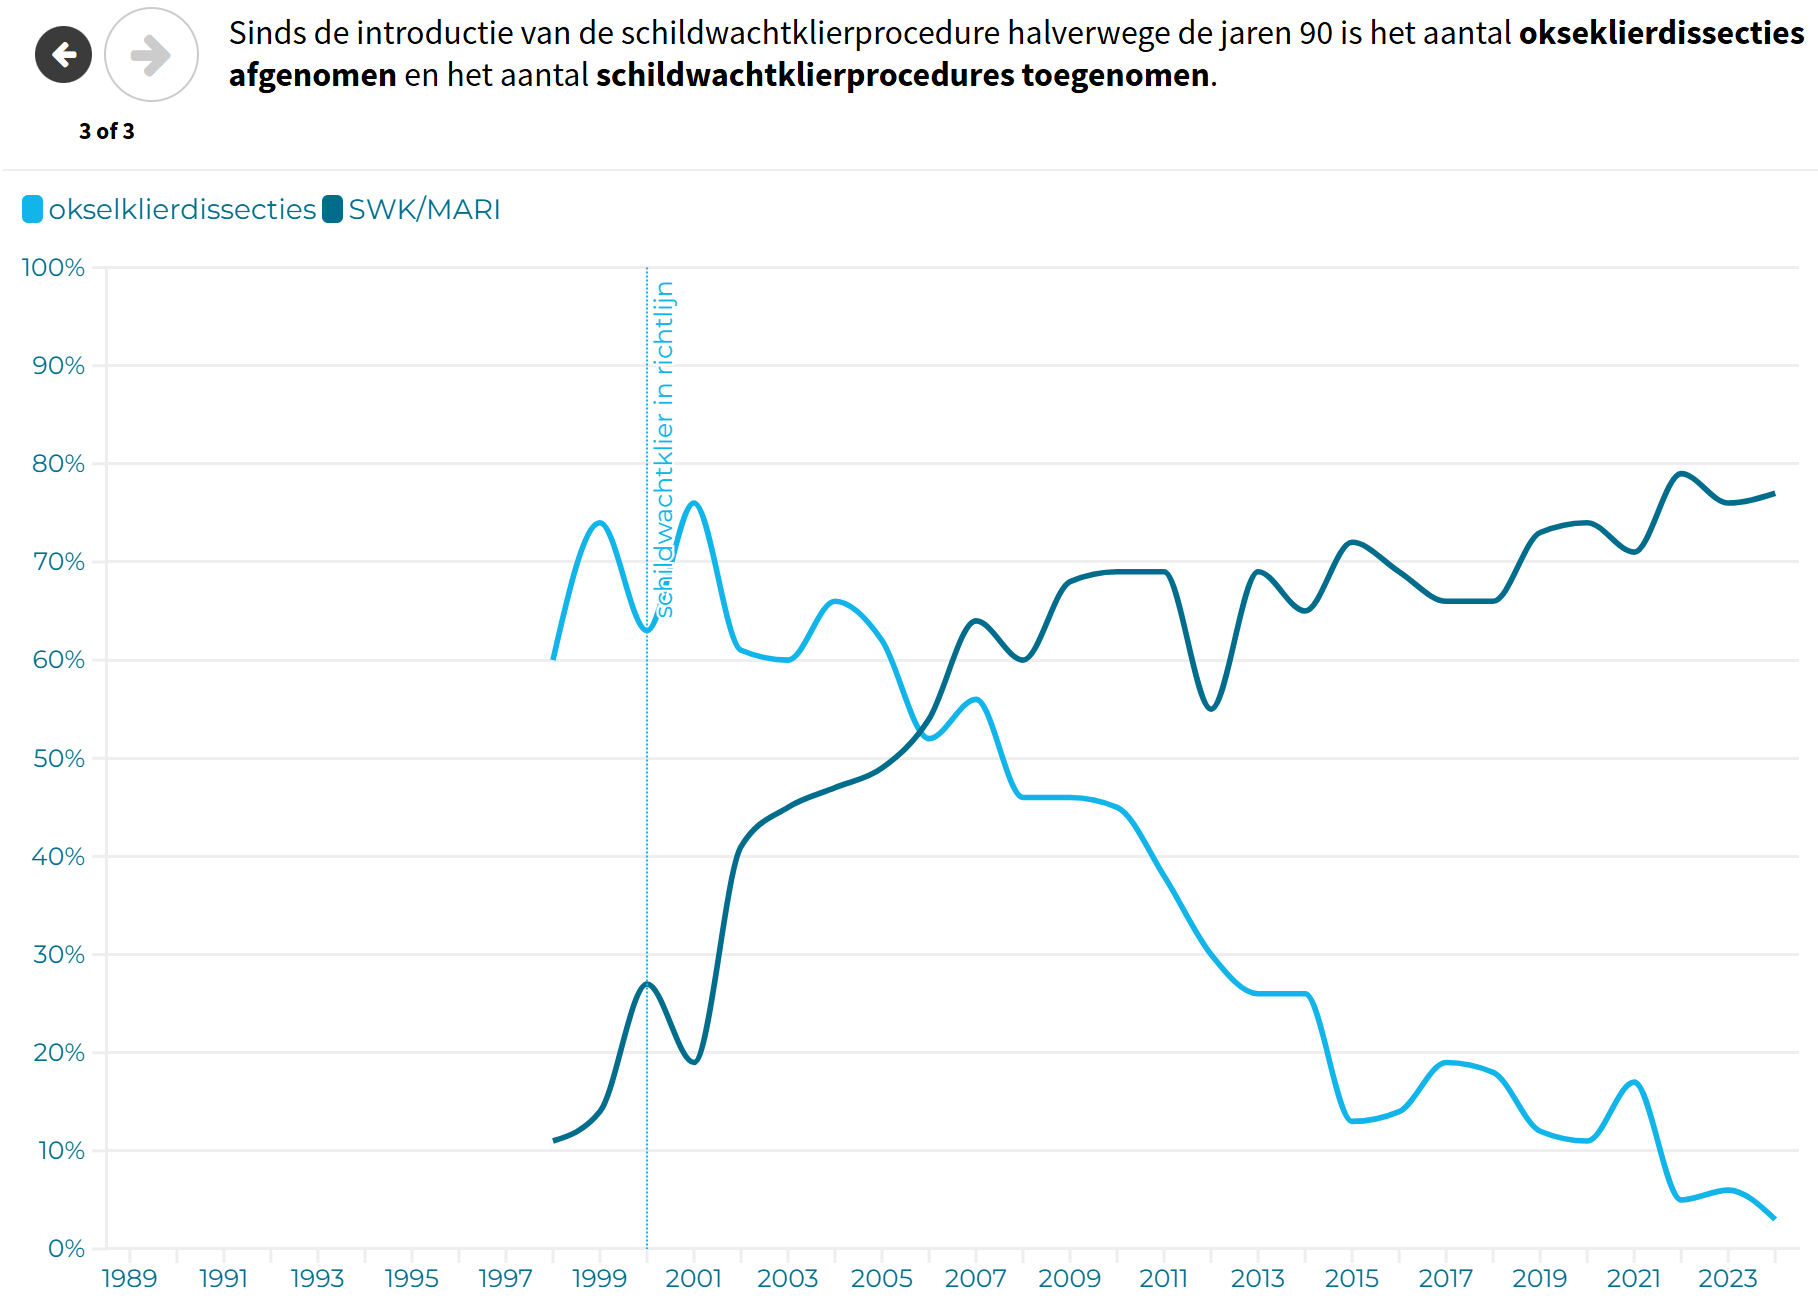 Sinds de introductie van de schildwachtklierprocedure halverwege de jaren 90 is het aantal okseklierdissecties
afgenomen en het aantal schildwachtklierprocedures toegenomen.
3 of 3
okselklierdissecties SWK/MARI
100%
90%
80%
70%
60%
50%
40%
30%
20%
10%
0%
schildwachtklier in richtlijn
1989 1991 1993 1995 1997 1999 2001 2003 2005 2007 2009 2011 2013 2015 2017 2019 2021 2023